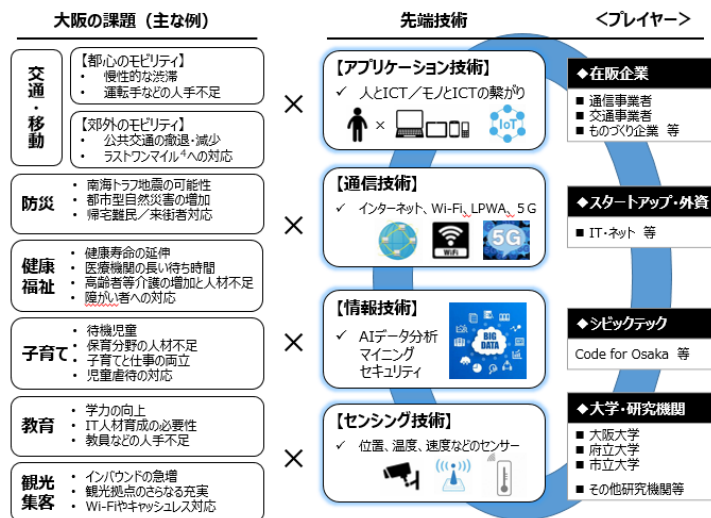 大阪の課題（主な例）
交通・移動
【都心のモビリティ】
・ 慢性的な渋滞
・ 運転手などの人手不足
【郊外のモビリティ】
・ 公共交通の撤退・減少
・ ラストワンマイル4への対応
防災
・ 南海トラフ地震の可能性
・ 都市型自然災害の増加
・ 帰宅難民／来街者対応
健康
福祉
・ 健康寿命の延伸
・ 医療機関の長い待ち時間
・ 高齢者等介護の増加と人材不足
・ 障がい者への対応
子育て
・ 待機児童
・ 保育分野の人材不足
・ 子育てと仕事の両立
・ 児童虐待の対応
教育
・ 学力の向上
・ IT人材育成の必要性
・ 教員などの人手不足
観光
集客
・ インバウンドの急増
・ 観光拠点のさらなる充実
・ Wi-Fiやキャッシュレス対応
×
×
×
×
先端技術
【アプリケーション技術】
✓ 人とICT／モノとICTの繋がり
×
IoT
【通信技術】
✓ インターネット、Wi-Fi、LPWA、５G
WiFi
5G
【情報技術】
✓ AIデータ分析
マイニング
セキュリティ
BIG
DATA
【センシング技術】
✓ 位置、温度、速度などのセンサー
＜プレイヤー＞
◆在阪企業
■ 通信事業者
■ 交通事業者
■ ものづくり企業 等
◆スタートアップ・外資
■ IT・ネット 等
◆シビックテック
Code for Osaka 等
◆大学・研究機関
■ 大阪大学
■ 府立大学
■ 市立大学
■ その他研究機関等